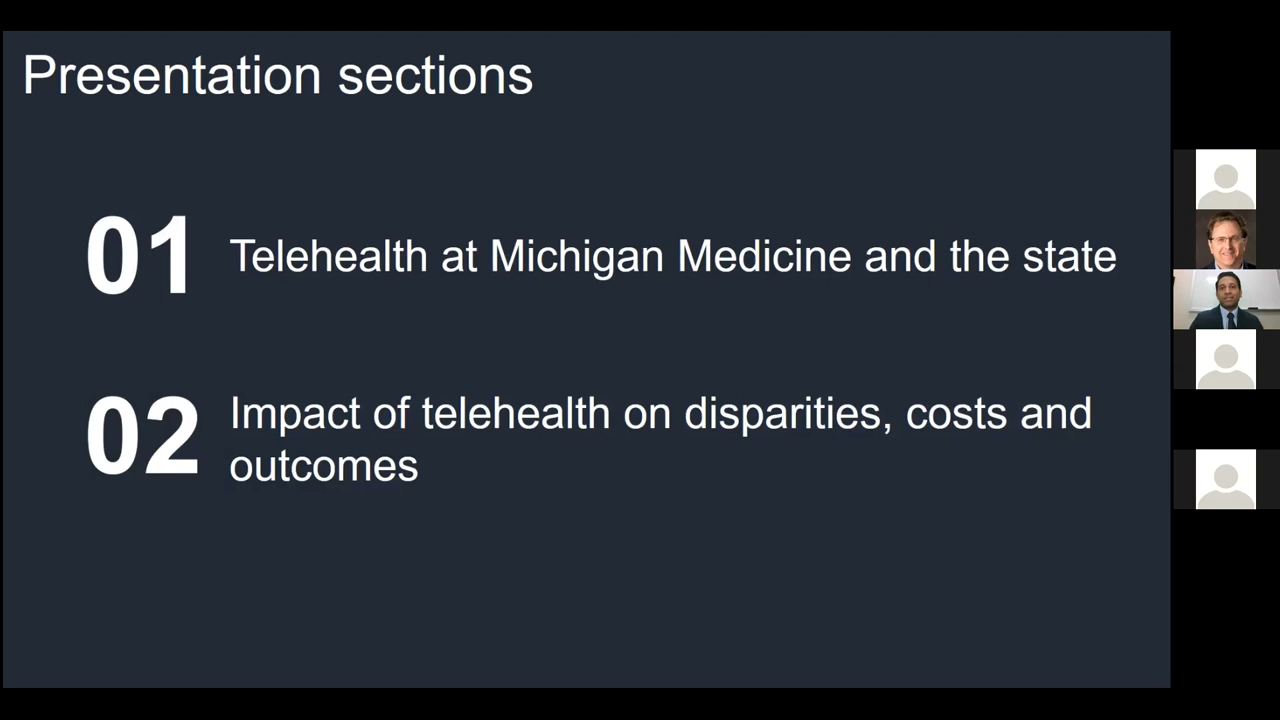 Presentation sections
01
Telehealth at Michigan Medicine and the state
02
Impact of telehealth on disparities, costs and
outcomes